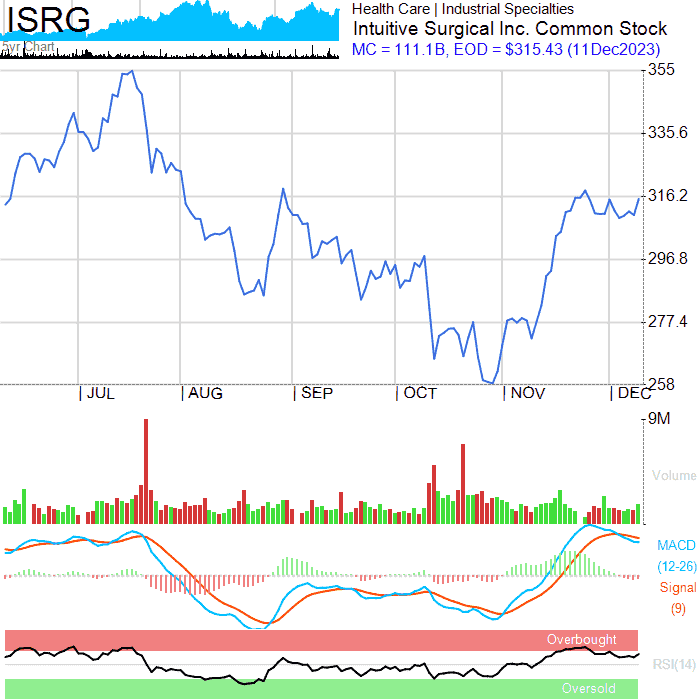 ISRG
5yr Chart
Health Care | Industrial Specialties
Intuitive Surgical Inc. Common Stock
MC = 111.1B, EOD = $315.43 (11Dec2023)
355
335.6
316.2
296.8
277.4
258
| JUL | AUG | SEP | OCT | NOV | DEC
9M
Volume
MACD
(12-26)
Signal
(9)
Overbought
RSI(14)
Oversold